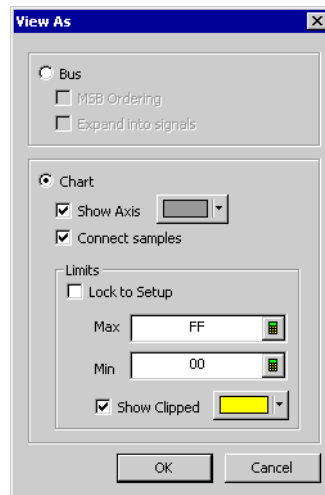 View As
Bus
MSB Ordering
Expand into signals
Chart
Show Axis
Connect samples
Limits
Lock to Setup
Max FF
Min 00
Show Clipped
OK Cancel